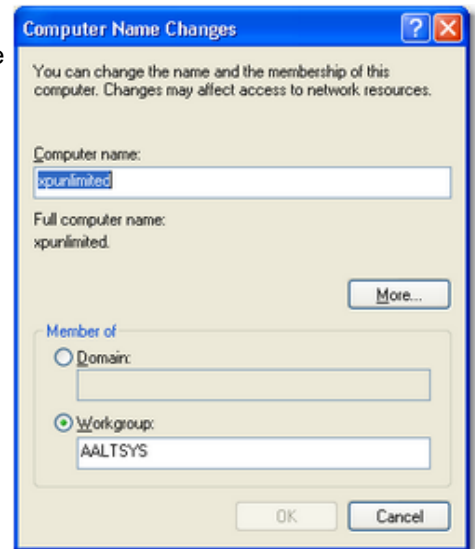 Computer Name Changes
e
You can change the name and the membership of this
computer. Changes may affect access to network resources.
Computer name:
xpunlimited
Full computer name:
xpunlimited.
More...
Member of
Domain:
Workgroup:
AALTSYS
OK
Cancel